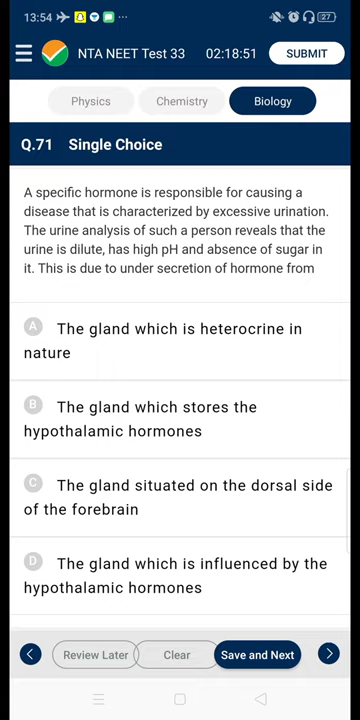 13:54 ... 27
NTA NEET Test 33 02:18:51 SUBMIT
Physics Chemistry Biology
Q.71 Single Choice
A specific hormone is responsible for causing a
disease that is characterized by excessive urination.
The urine analysis of such a person reveals that the
urine is dilute, has high pH and absence of sugar in
it. This is due to under secretion of hormone from
A The gland which is heterocrine in
nature
B The gland which stores the
hypothalamic hormones
C The gland situated on the dorsal side
of the forebrain
D The gland which is influenced by the
hypothalamic hormones
Review Later Clear Save and Next